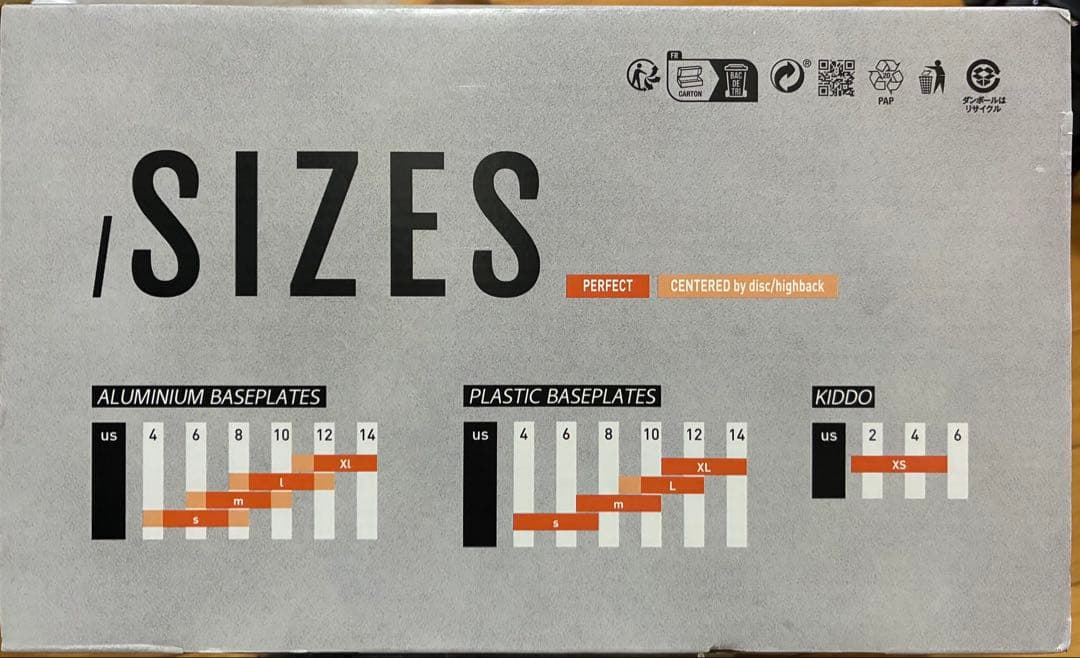 FR
CARTON
BAC
DE
TRI
®
20
PAP
ダンボールは
リサイクル
/SIZES
PERFECT
CENTERED by disc/highback
ALUMINIUM BASEPLATES
us 4 6 8 10 12 14
Xl
l
m
s
PLASTIC BASEPLATES
us 4 6 8 10 12 14
XL
L
m
s
KIDDO
us 2 4 6
XS